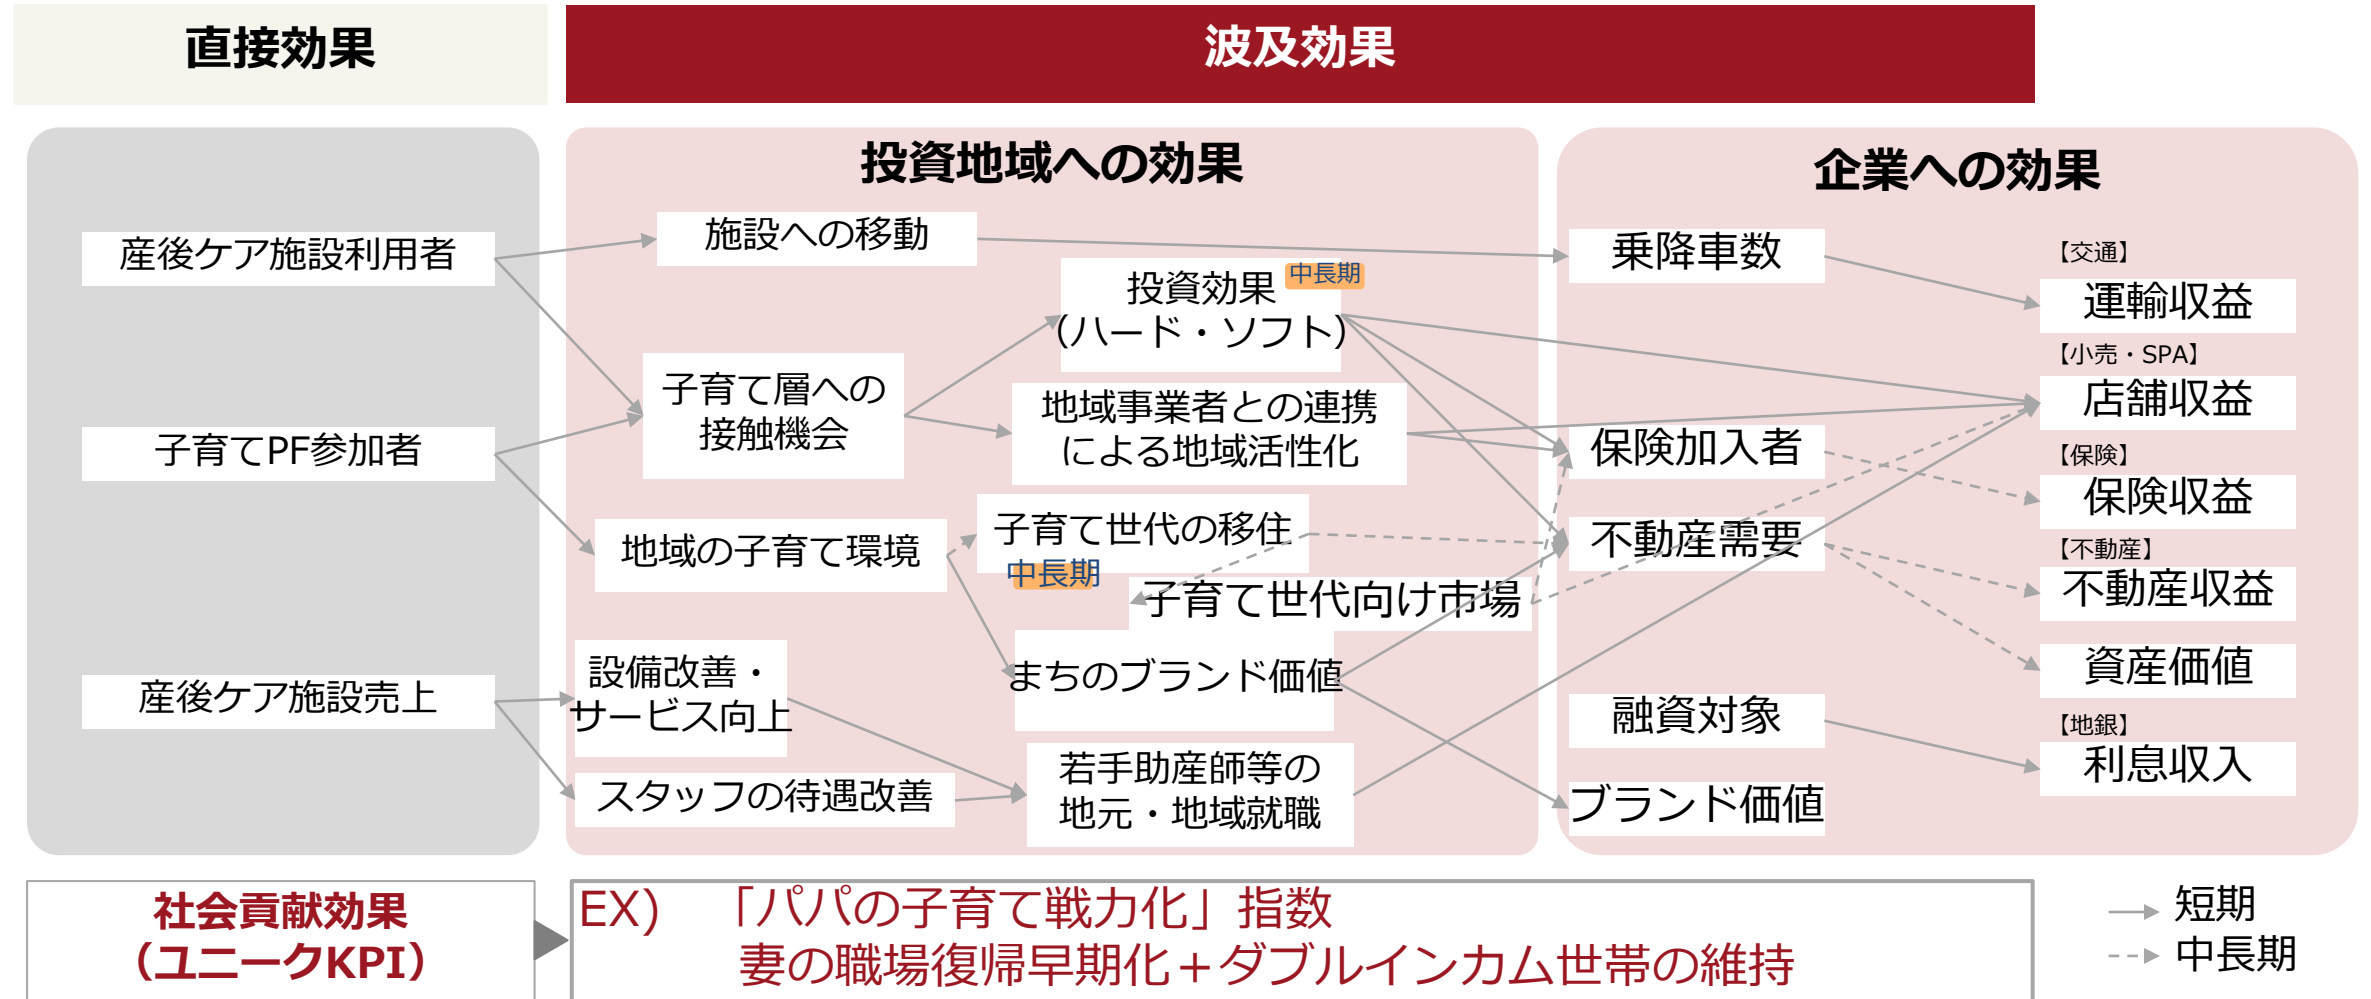 直接効果
波及効果
投資地域への効果
企業への効果
産後ケア施設利用者
子育てPF参加者
産後ケア施設売上
施設への移動
投資効果
（ハード・ソフト）
中長期
子育て層への
接触機会
地域事業者との連携
による地域活性化
地域の子育て環境
子育て世代の移住
中長期
子育て世代向け市場
まちのブランド価値
設備改善・
サービス向上
スタッフの待遇改善
若手助産師等の
地元・地域就職
乗降車数
保険加入者
不動産需要
融資対象
ブランド価値
【交通】
運輸収益
【小売・SPA】
店舗収益
【保険】
保険収益
【不動産】
不動産収益
資産価値
【地銀】
利息収入
社会貢献効果
（ユニークKPI）
EX) 「パパの子育て戦力化」指数
妻の職場復帰早期化＋ダブルインカム世帯の維持
短期
中長期